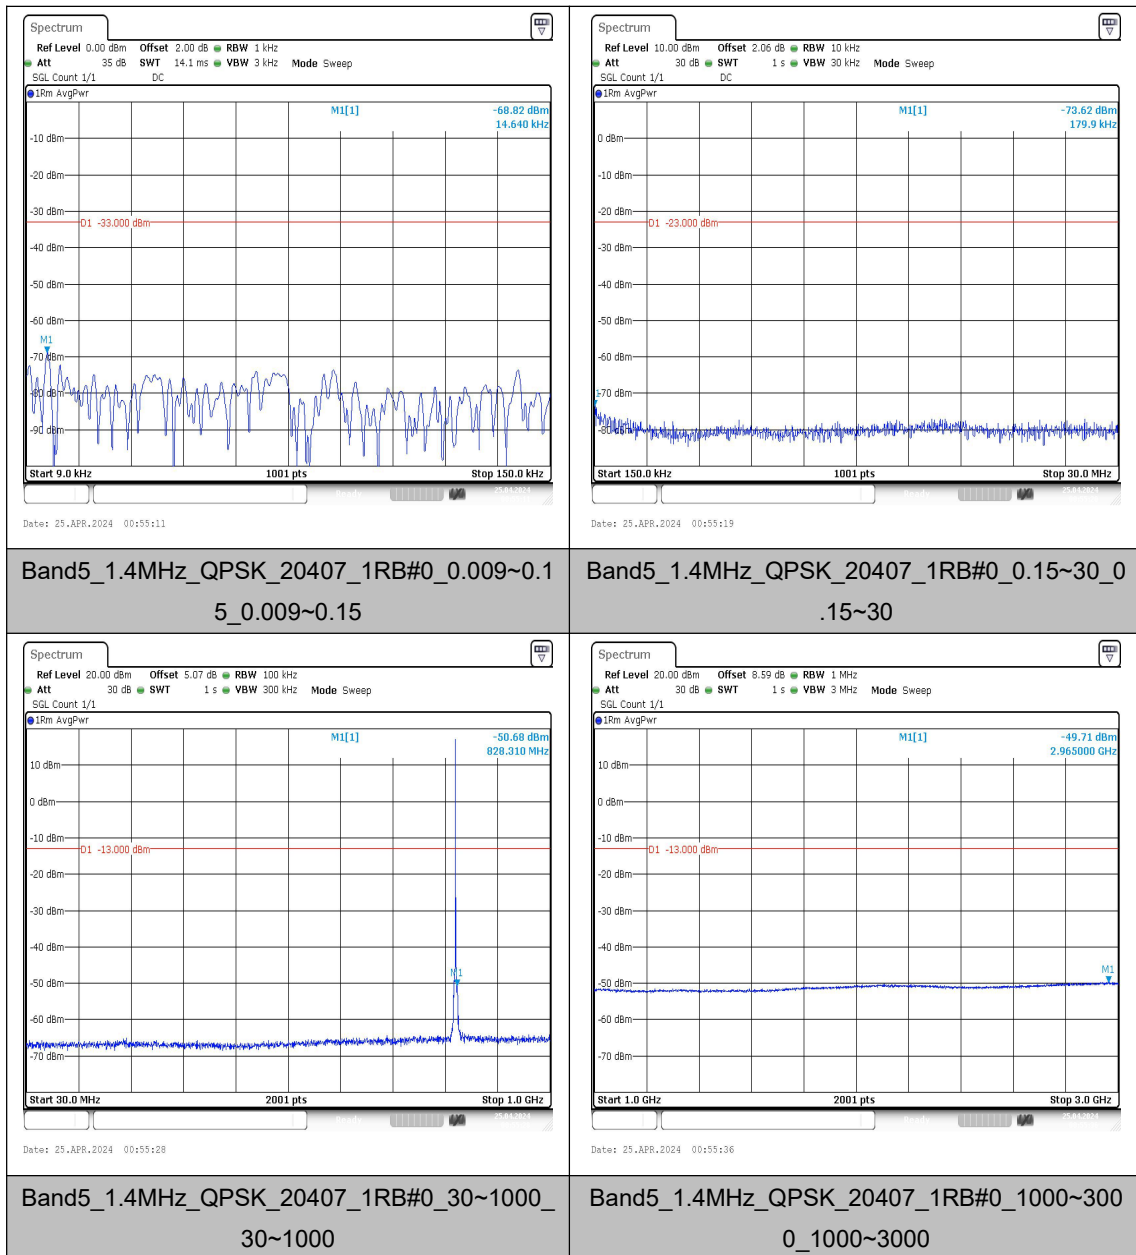 Spectrum
Ref Level 0.00 dBm Offset 2.00 dB RBW 1 kHz
Att 35 dB SWT 14.1 ms VBW 3 kHz Mode Sweep
SGL Count 1/1 DC
1Rm AvgPwr
M1[1] -68.82 dBm
14.640 kHz
-10 dBm
-20 dBm
-30 dBm
D1 -33.000 dBm
-40 dBm
-50 dBm
-60 dBm
M1
-70 dBm
-80 dBm
-90 dBm
Start 9.0 kHz 1001 pts Stop 150.0 kHz
Ready 25.04.2024
Date: 25.APR.2024 00:55:11
Band5_1.4MHz_QPSK_20407_1RB#0_0.009~0.1
5_0.009~0.15
Spectrum
Ref Level 10.00 dBm Offset 2.06 dB RBW 10 kHz
Att 30 dB SWT 1 s VBW 30 kHz Mode Sweep
SGL Count 1/1 DC
1Rm AvgPwr
M1[1] -73.62 dBm
179.9 kHz
0 dBm
-10 dBm
-20 dBm
D1 -23.000 dBm
-30 dBm
-40 dBm
-50 dBm
-60 dBm
-70 dBm
-80 dBm
Start 150.0 kHz 1001 pts Stop 30.0 MHz
Ready 25.04.2024
Date: 25.APR.2024 00:55:19
Band5_1.4MHz_QPSK_20407_1RB#0_0.15~30_0
.15~30
Spectrum
Ref Level 20.00 dBm Offset 5.07 dB RBW 100 kHz
Att 30 dB SWT 1 s VBW 300 kHz Mode Sweep
SGL Count 1/1
1Rm AvgPwr
M1[1] -50.68 dBm
828.310 MHz
10 dBm
0 dBm
-10 dBm
D1 -13.000 dBm
-20 dBm
-30 dBm
-40 dBm
M1
-50 dBm
-60 dBm
-70 dBm
Start 30.0 MHz 2001 pts Stop 1.0 GHz
Ready 25.04.2024
Date: 25.APR.2024 00:55:28
Band5_1.4MHz_QPSK_20407_1RB#0_30~1000_
30~1000
Spectrum
Ref Level 20.00 dBm Offset 8.59 dB RBW 1 MHz
Att 30 dB SWT 1 s VBW 3 MHz Mode Sweep
SGL Count 1/1
1Rm AvgPwr
M1[1] -49.71 dBm
2.965000 GHz
10 dBm
0 dBm
-10 dBm
D1 -13.000 dBm
-20 dBm
-30 dBm
-40 dBm
M1
-50 dBm
-60 dBm
-70 dBm
Start 1.0 GHz 2001 pts Stop 3.0 GHz
Ready 25.04.2024
Date: 25.APR.2024 00:55:36
Band5_1.4MHz_QPSK_20407_1RB#0_1000~300
0_1000~3000